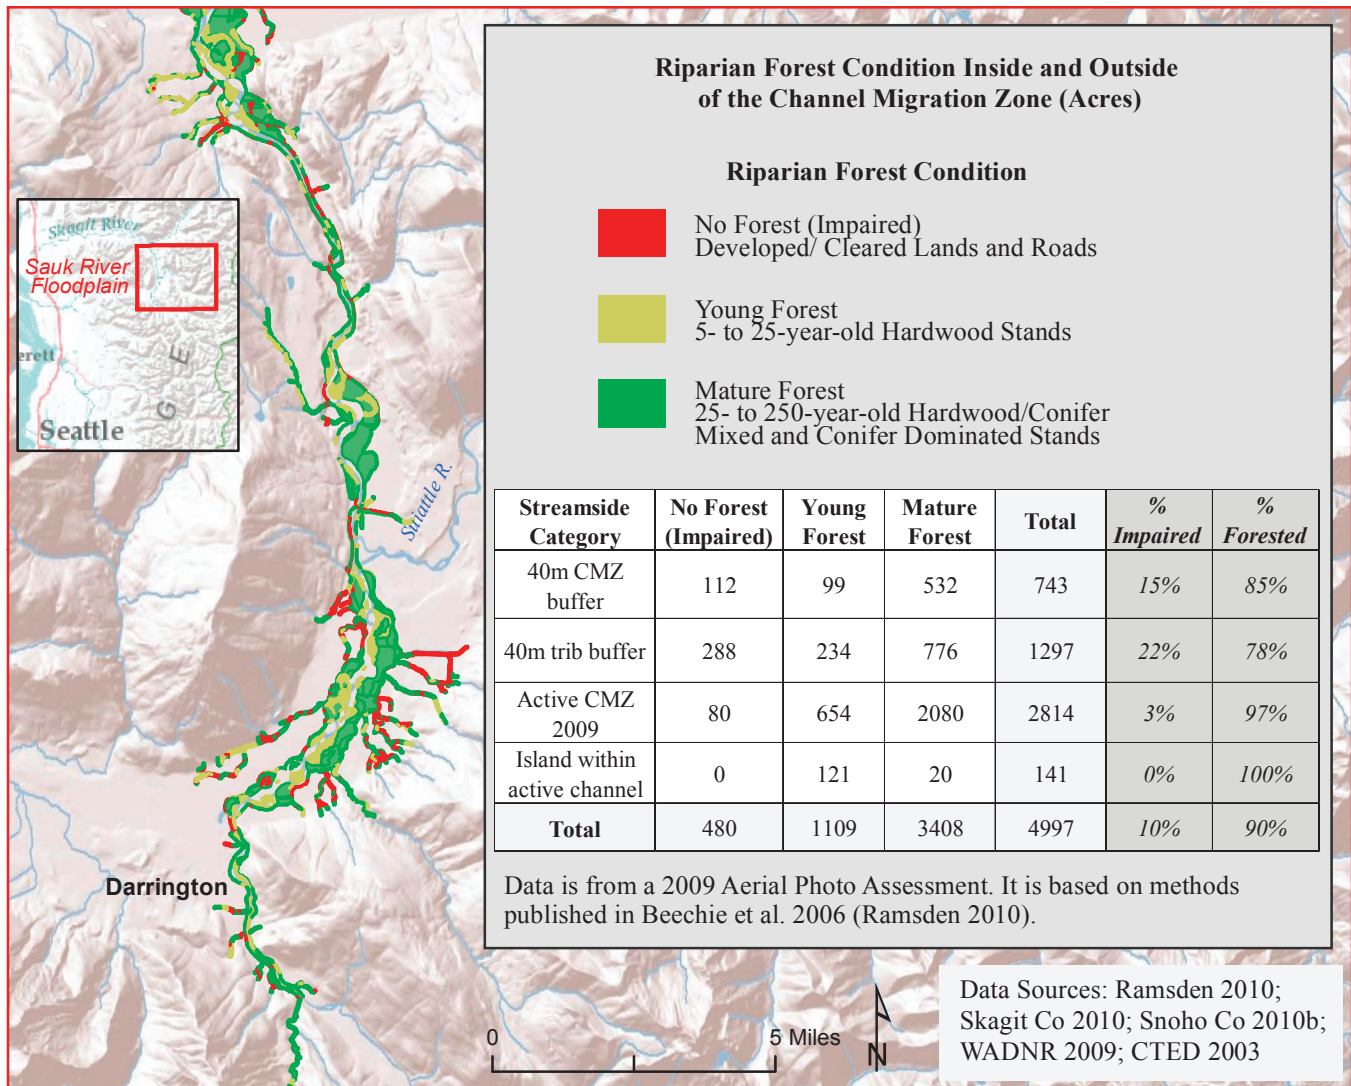 Riparian Forest Condition Inside and Outside
of the Channel Migration Zone (Acres)
Riparian Forest Condition
No Forest (Impaired)
Developed/ Cleared Lands and Roads
Young Forest
5- to 25-year-old Hardwood Stands
Mature Forest
25- to 250-year-old Hardwood/Conifer
Mixed and Conifer Dominated Stands
Skagit River
Sauk River
Floodplain
erett
G E
Seattle
Suiattle R.
Darrington
Streamside Category No Forest (Impaired) Young Forest Mature Forest Total % Impaired % Forested
40m CMZ buffer 112 99 532 743 15% 85%
40m trib buffer 288 234 776 1297 22% 78%
Active CMZ 2009 80 654 2080 2814 3% 97%
Island within active channel 0 121 20 141 0% 100%
Total 480 1109 3408 4997 10% 90%
Data is from a 2009 Aerial Photo Assessment. It is based on methods
published in Beechie et al. 2006 (Ramsden 2010).
0 5 Miles
N
Data Sources: Ramsden 2010;
Skagit Co 2010; Snoho Co 2010b;
WADNR 2009; CTED 2003